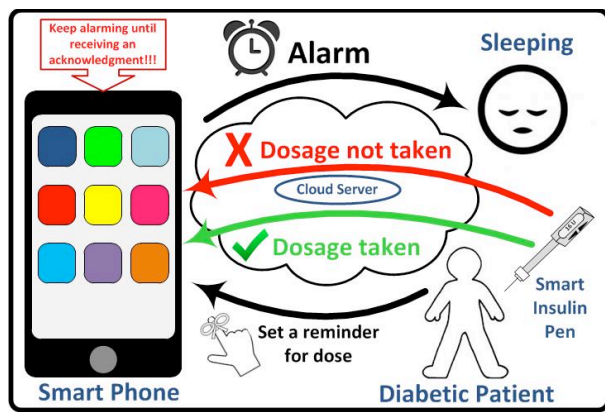 Keep alarming until
receiving an
acknowledgment!!!
Alarm
Sleeping
X Dosage not taken
Cloud Server
Dosage taken
16 U
Smart
Insulin
Pen
Set a reminder
for dose
Smart Phone
Diabetic Patient